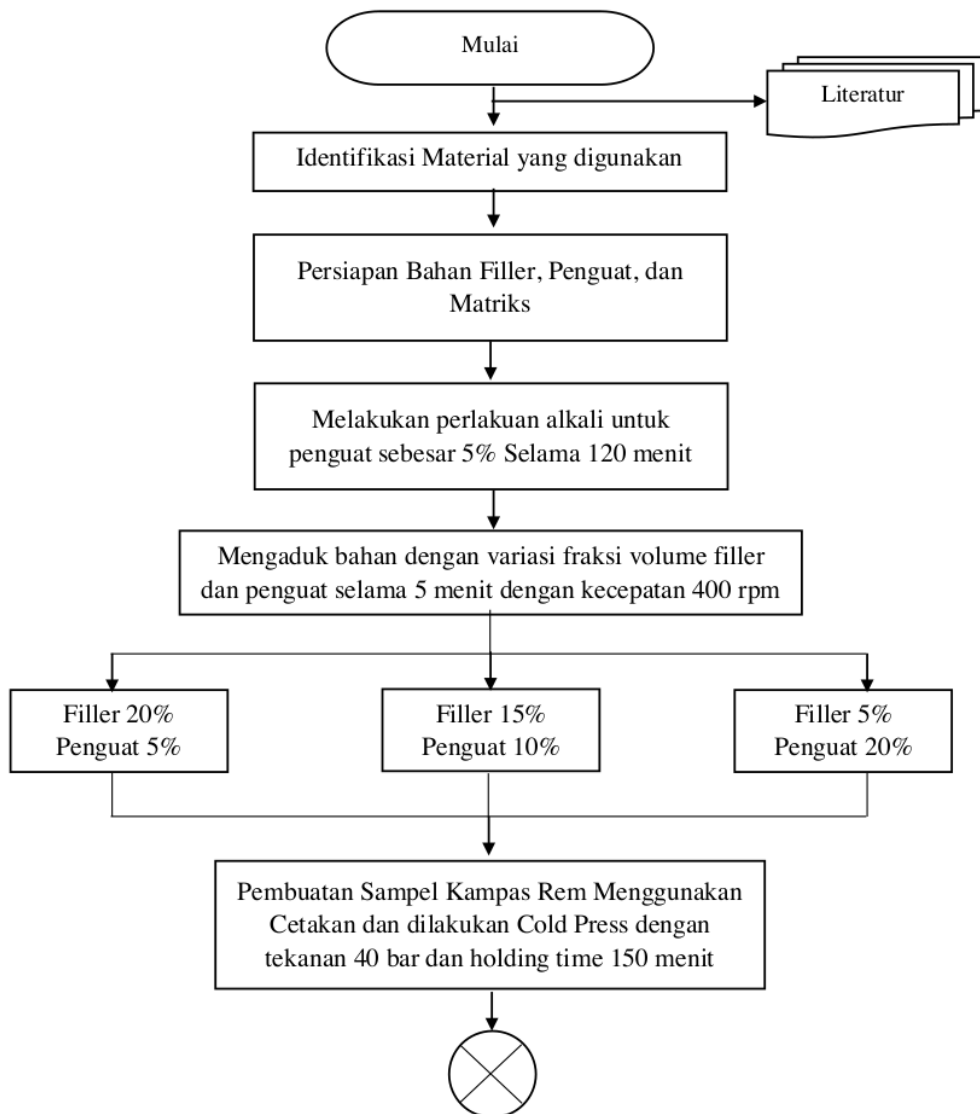 Mulai
Literatur
Identifikasi Material yang digunakan
Persiapan Bahan Filler, Penguat, dan
Matriks
Melakukan perlakuan alkali untuk
penguat sebesar 5% Selama 120 menit
Mengaduk bahan dengan variasi fraksi volume filler
dan penguat selama 5 menit dengan kecepatan 400 rpm
Filler 20%
Penguat 5%
Filler 15%
Penguat 10%
Filler 5%
Penguat 20%
Pembuatan Sampel Kampas Rem Menggunakan
Cetakan dan dilakukan Cold Press dengan
tekanan 40 bar dan holding time 150 menit